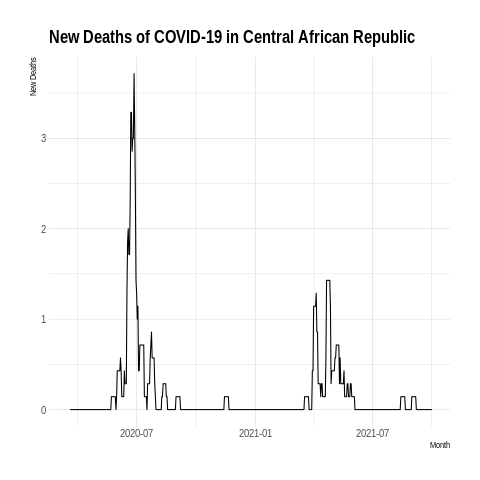 New Deaths of COVID-19 in Central African Republic
New Deaths
3
2
1
0
2020-07 2021-01 2021-07
Month